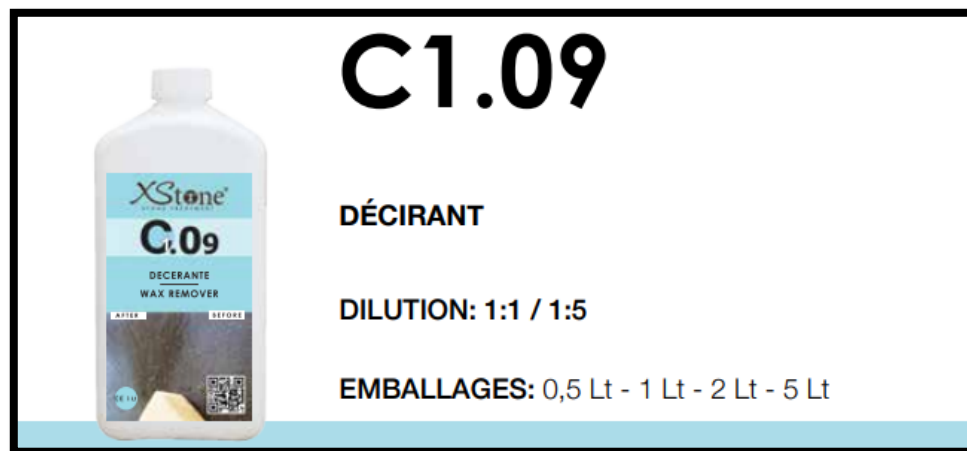 C1.09
DÉCIRANT
DILUTION: 1:1 / 1:5
EMBALLAGES: 0,5 Lt - 1 Lt - 2 Lt - 5 Lt
XStone
C1.09
DECERANTE
WAX REMOVER
AFTER BEFORE